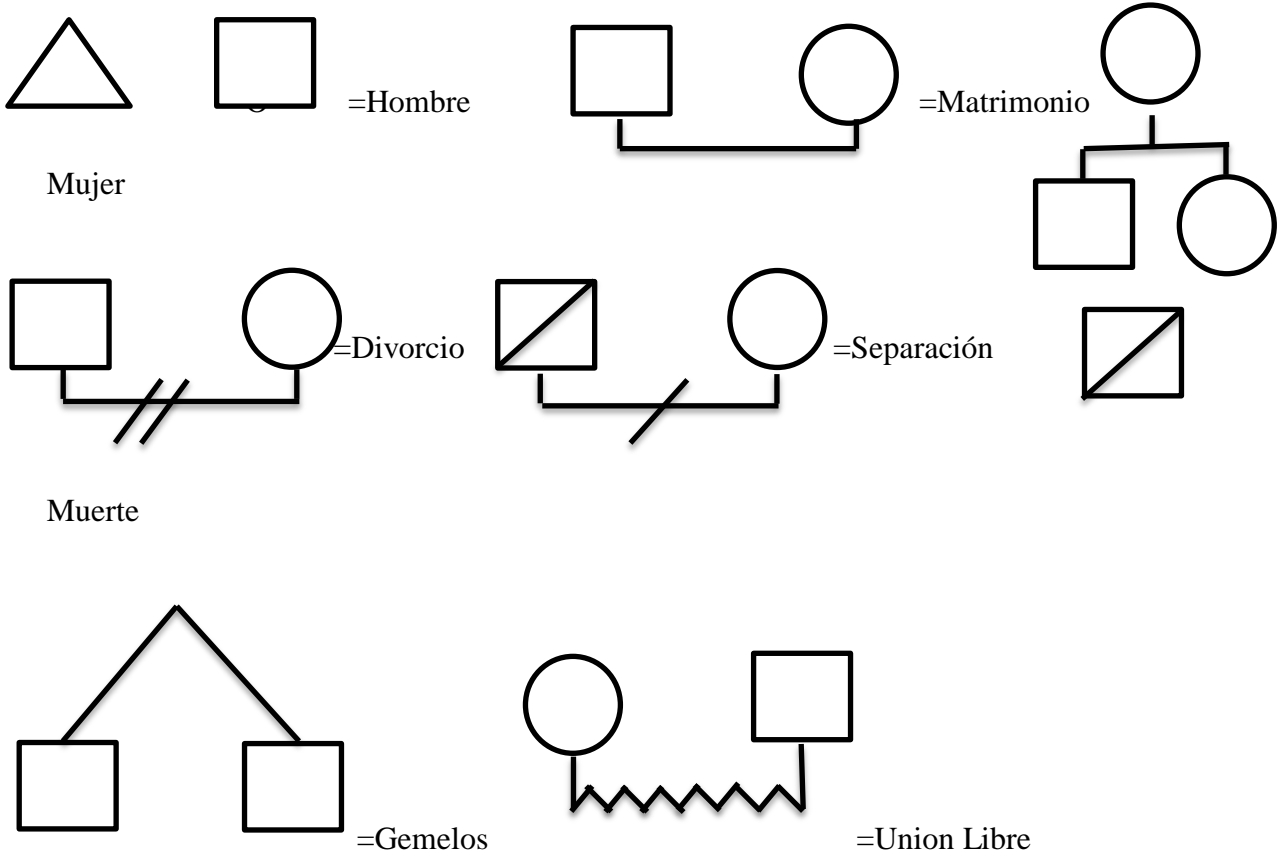 =Hombre
=Matrimonio
Mujer
=Divorcio
=Separación
Muerte
=Gemelos
=Union Libre